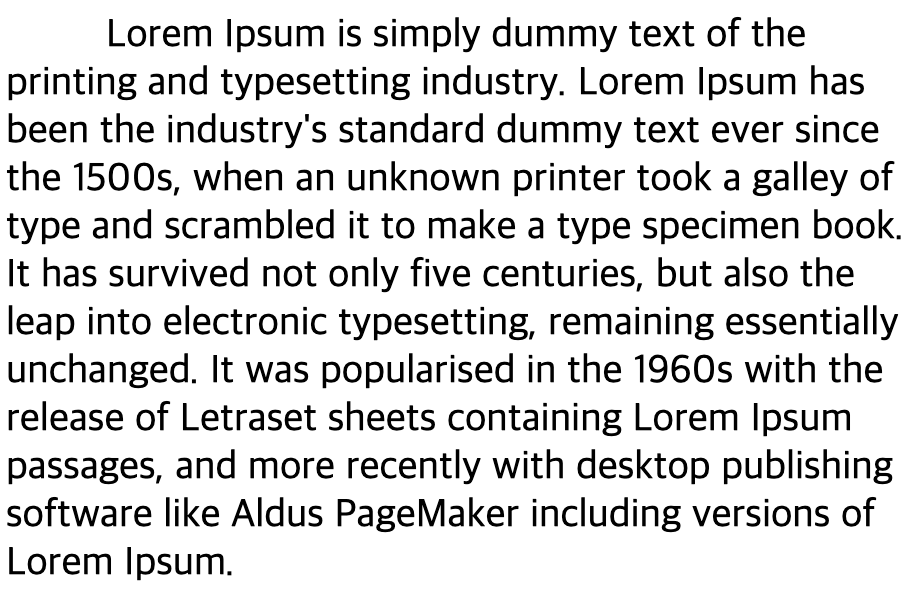 Lorem Ipsum is simply dummy text of the
printing and typesetting industry. Lorem Ipsum has
been the industry's standard dummy text ever since
the 1500s, when an unknown printer took a galley of
type and scrambled it to make a type specimen book.
It has survived not only five centuries, but also the
leap into electronic typesetting, remaining essentially
unchanged. It was popularised in the 1960s with the
release of Letraset sheets containing Lorem Ipsum
passages, and more recently with desktop publishing
software like Aldus PageMaker including versions of
Lorem Ipsum.